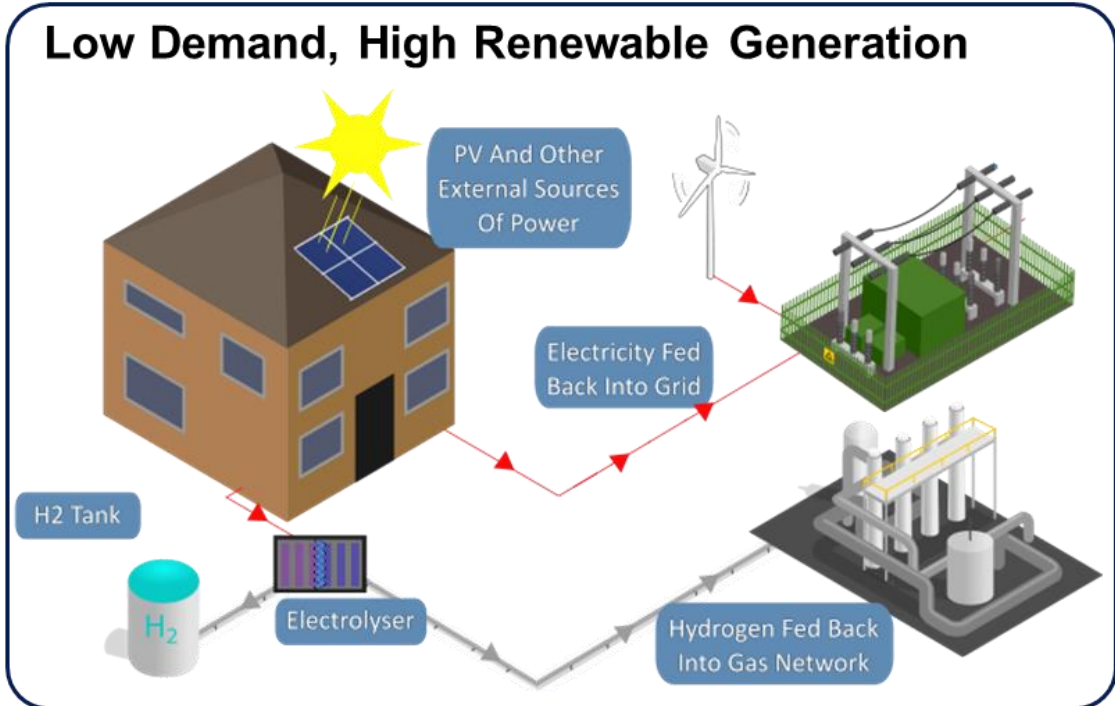 Low Demand, High Renewable Generation
PV And Other
External Sources
Of Power
Electricity Fed
Back Into Grid
H2 Tank
H₂
Electrolyser
Hydrogen Fed Back
Into Gas Network